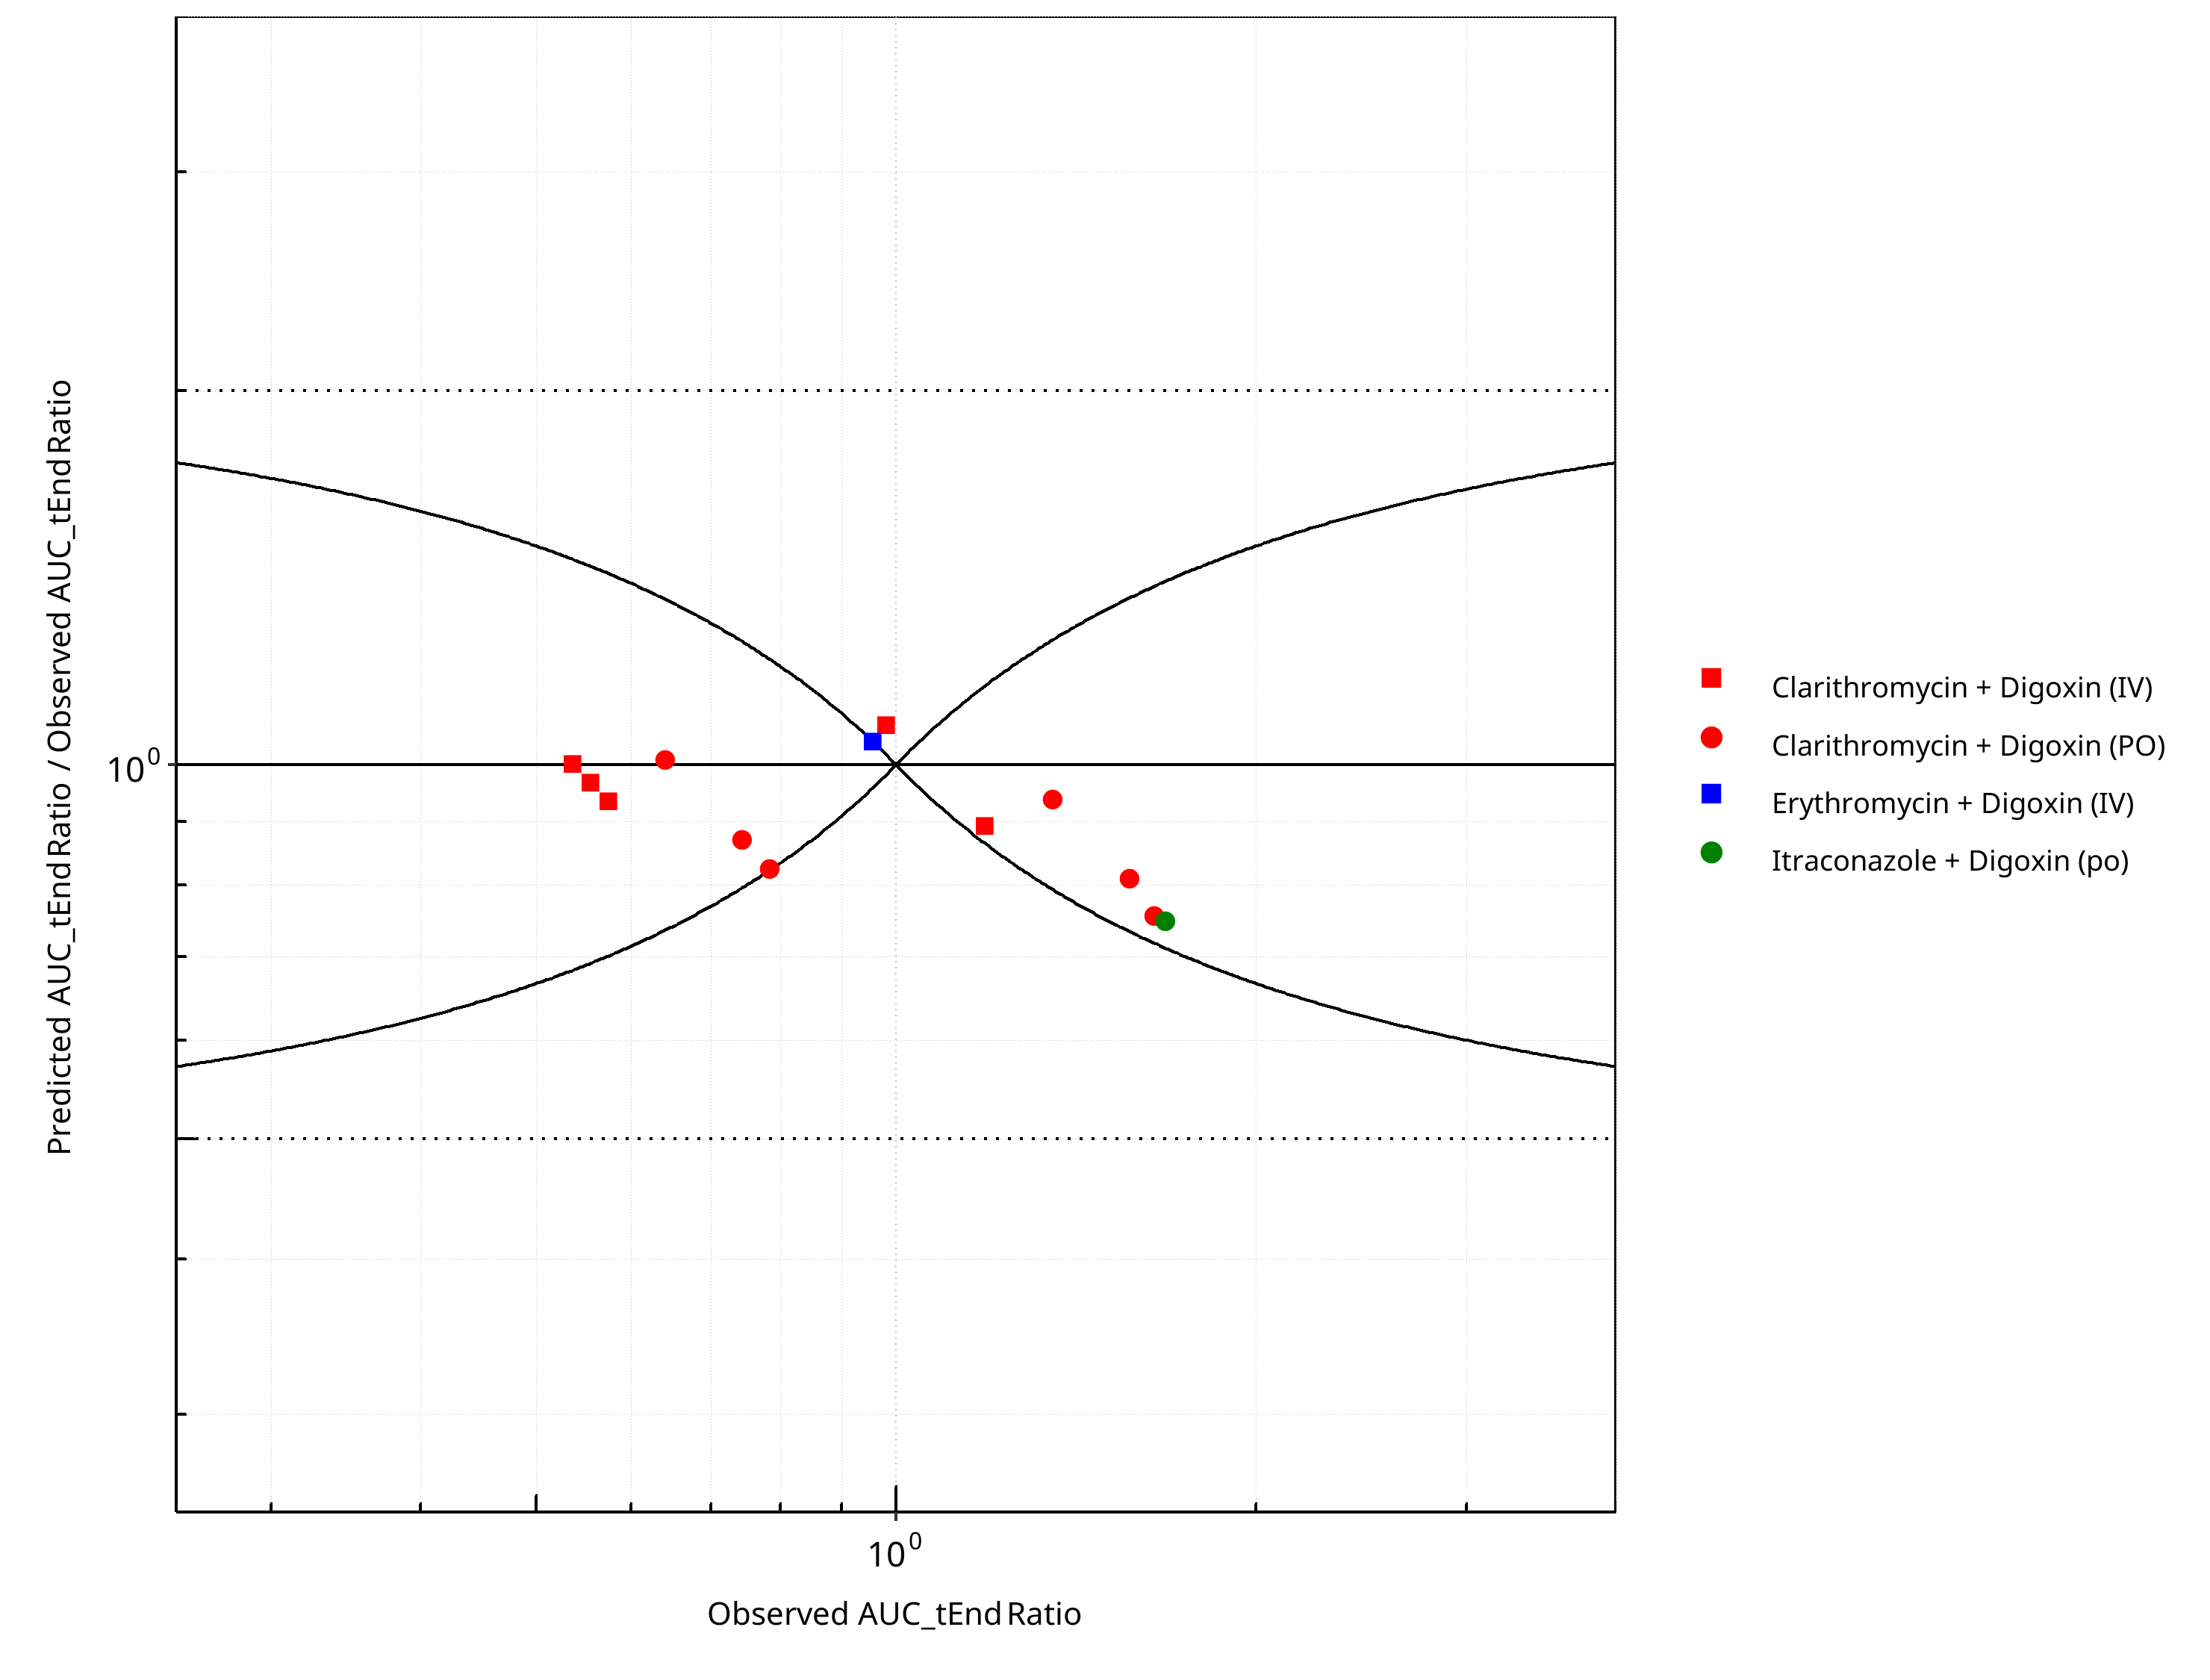 Predicted AUC_tEnd Ratio / Observed AUC_tEnd Ratio
10^0
10^0
Observed AUC_tEnd Ratio
Clarithromycin + Digoxin (IV)
Clarithromycin + Digoxin (PO)
Erythromycin + Digoxin (IV)
Itraconazole + Digoxin (po)